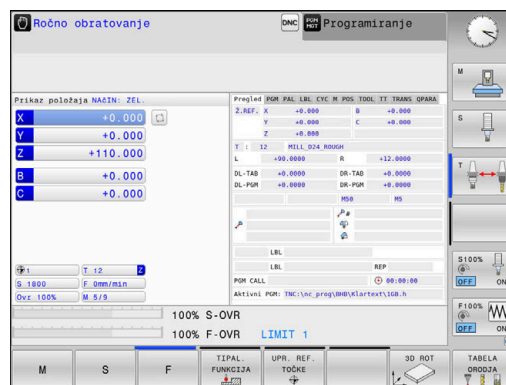 Ročno obratovanje
DNC
PGM MGT
Programiranje
Prikaz položaja NAČIN: ZEL.
X +0.000
Y +0.000
Z +110.000
B +0.000
C +0.000
1 T 12 Z
S 1800 F 0mm/min
Ovr 100% M 5/9
Pregled PGM PAL LBL CYC M POS TOOL TT TRANS QPARA
Ž.REF. X +0.000 B +0.000
Y +0.000 C +0.000
Z +0.000
T : 12 MILL_D24_ROUGH
L +90.0000 R +12.0000
DL-TAB +0.0000 DR-TAB +0.0000
DL-PGM +0.0000 DR-PGM +0.0000
M50 M5
P #
LBL
LBL REP
PGM CALL 00:00:00
Aktivni PGM: TNC:\nc_prog\BHB\Klartext\1GB.h
100% S-OVR
100% F-OVR LIMIT 1
M
S
T
S100%
OFF ON
F100%
OFF ON
M
S
F
TIPAL. FUNKCIJA
UPR. REF. TOČKE
3D ROT
TABELA ORODJA